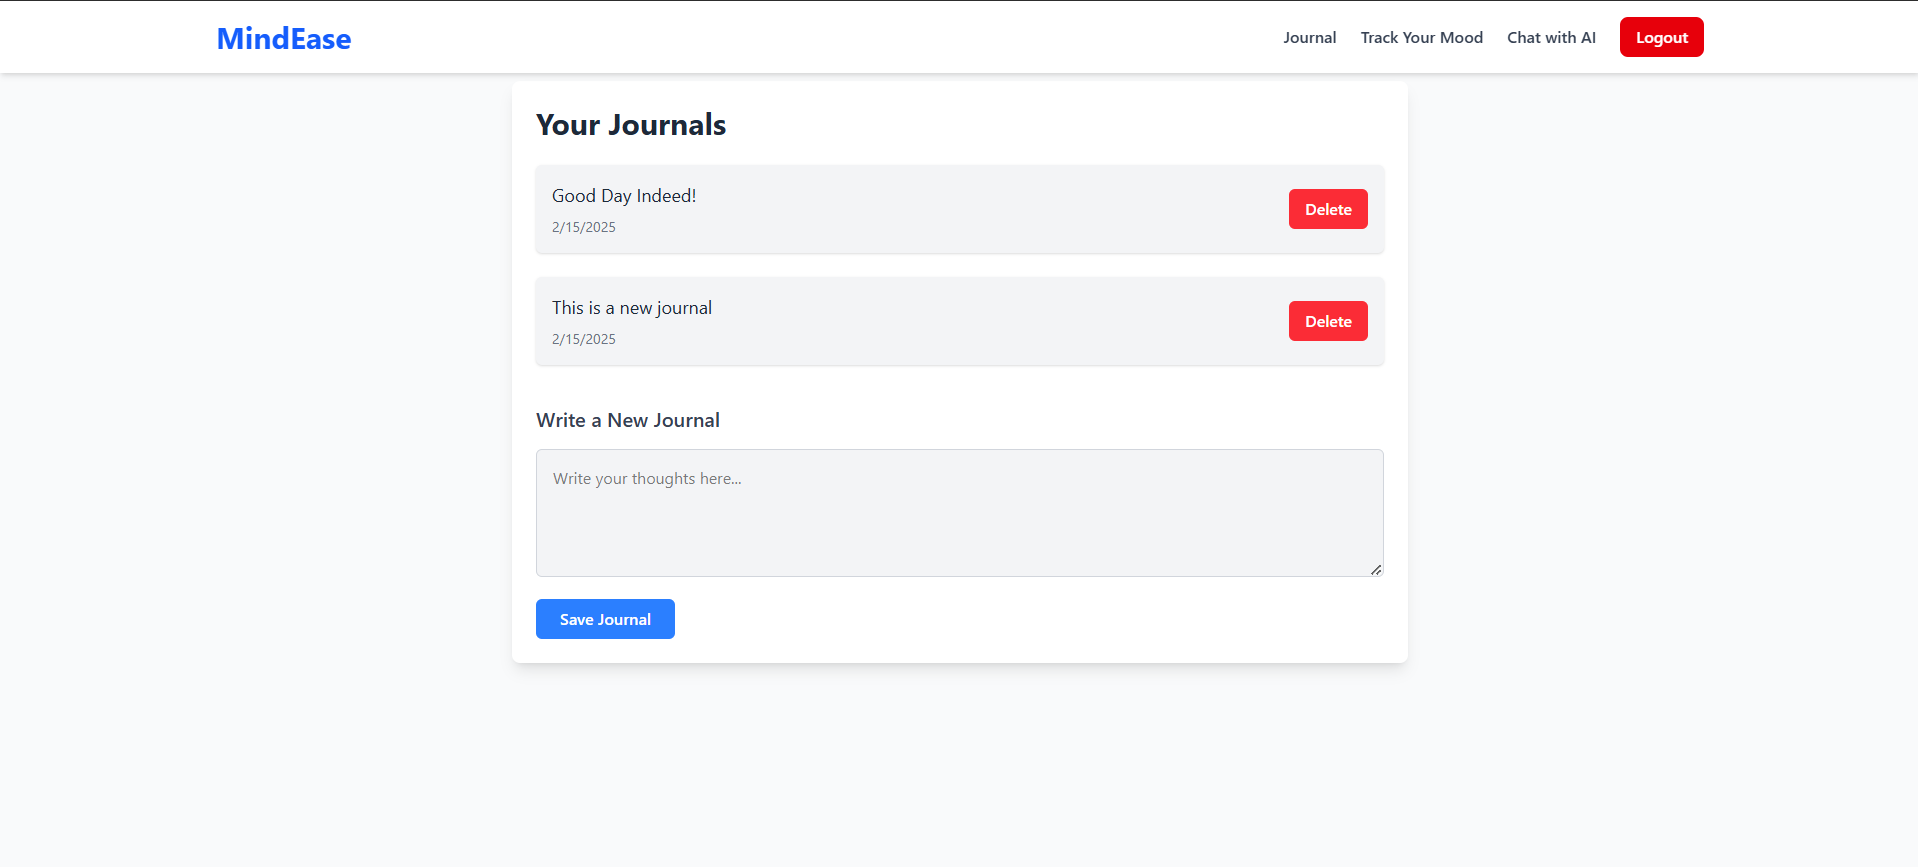 MindEase
Journal Track Your Mood Chat with AI Logout
Your Journals
Good Day Indeed!
2/15/2025
Delete
This is a new journal
2/15/2025
Delete
Write a New Journal
Write your thoughts here...
Save Journal